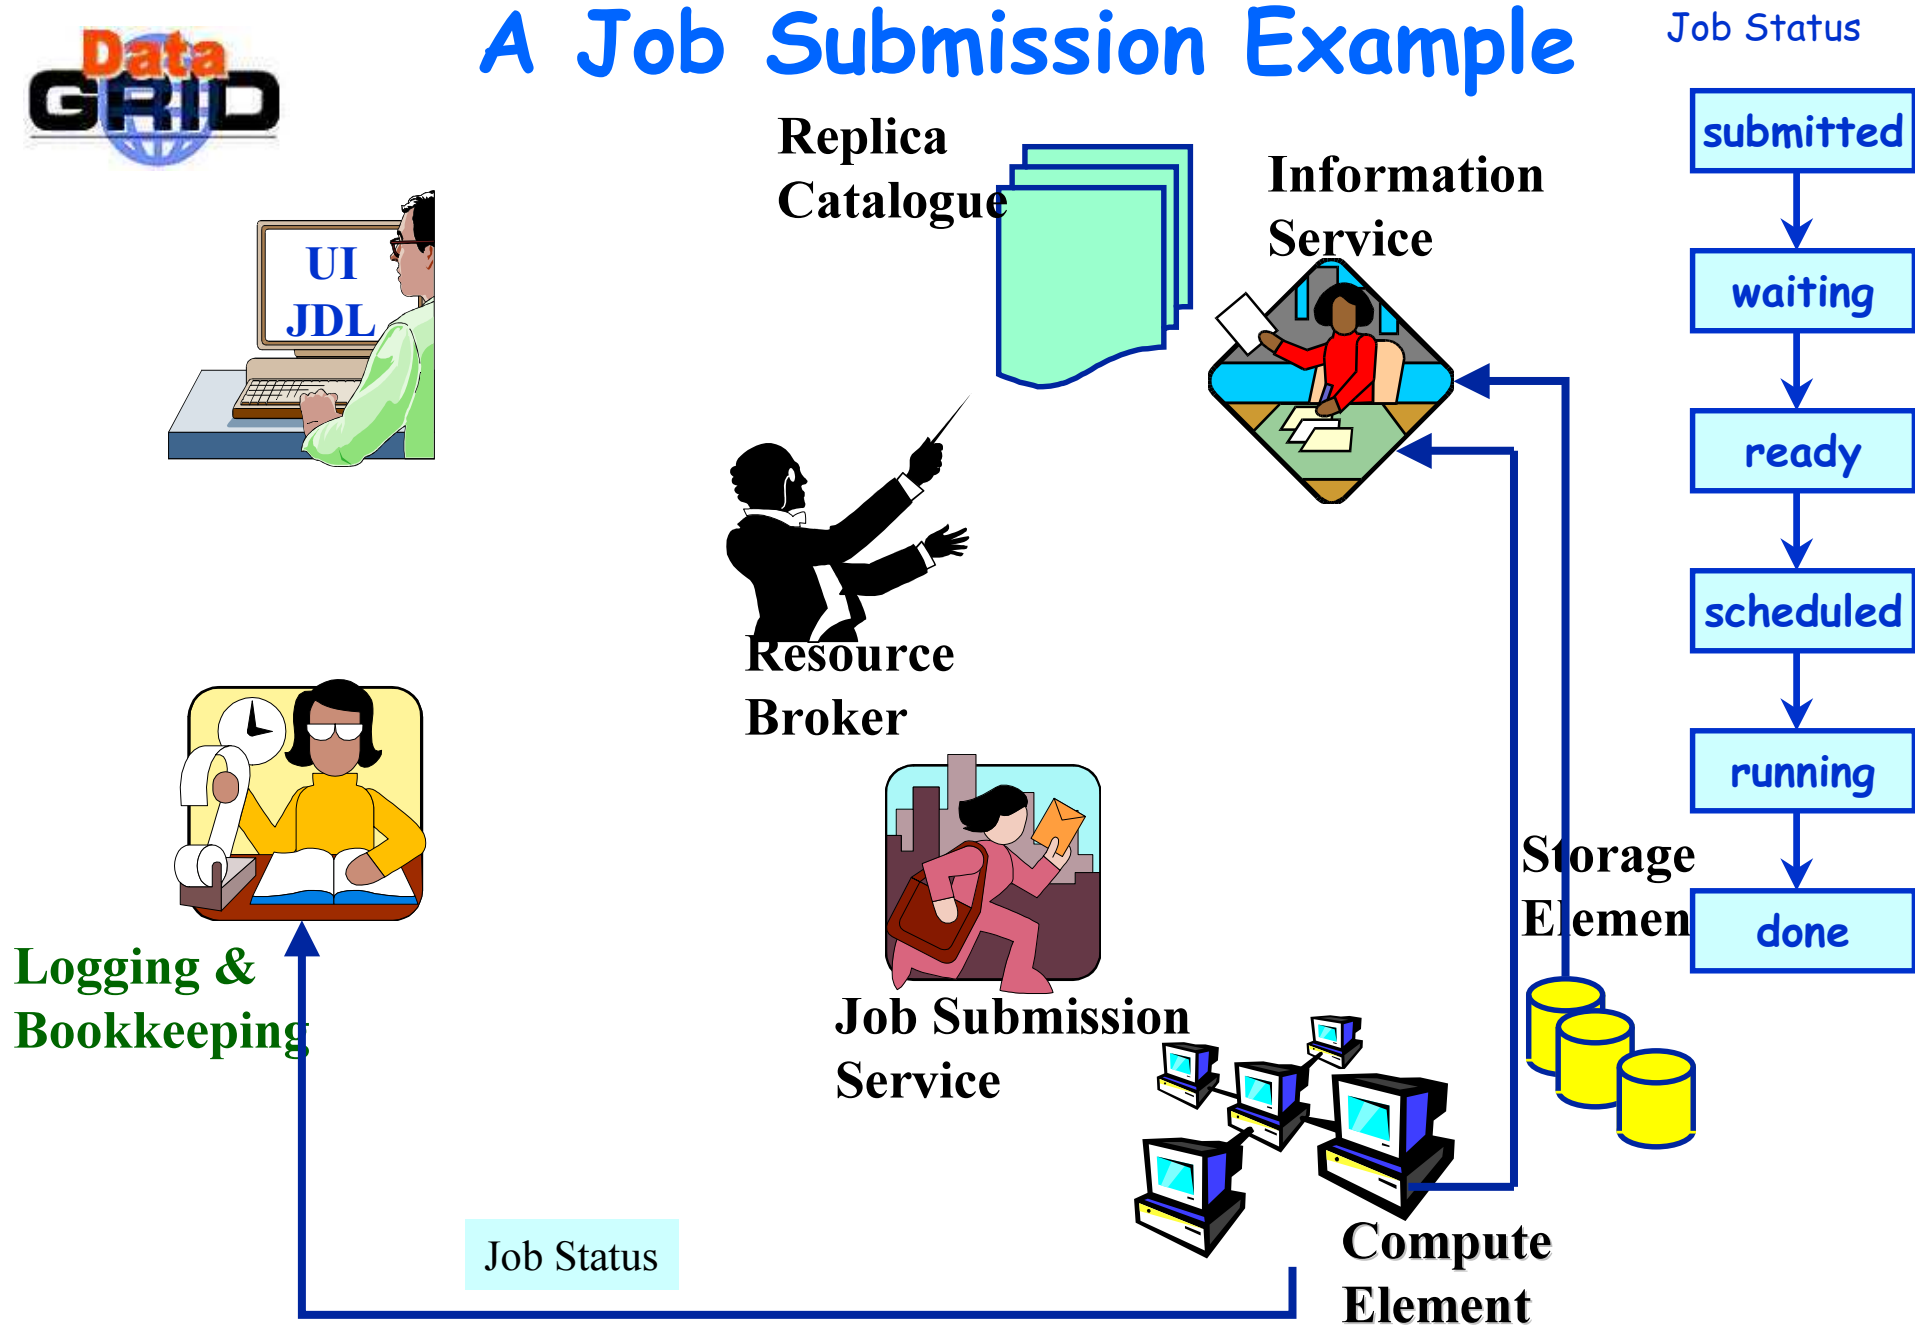 Data
GRID
A Job Submission Example
Job Status
Replica
Catalogue
Information
Service
UI
JDL
submitted
waiting
ready
scheduled
running
done
Resource
Broker
Storage
Elemen
Logging &
Bookkeeping
Job Submission
Service
Job Status
Compute
Element